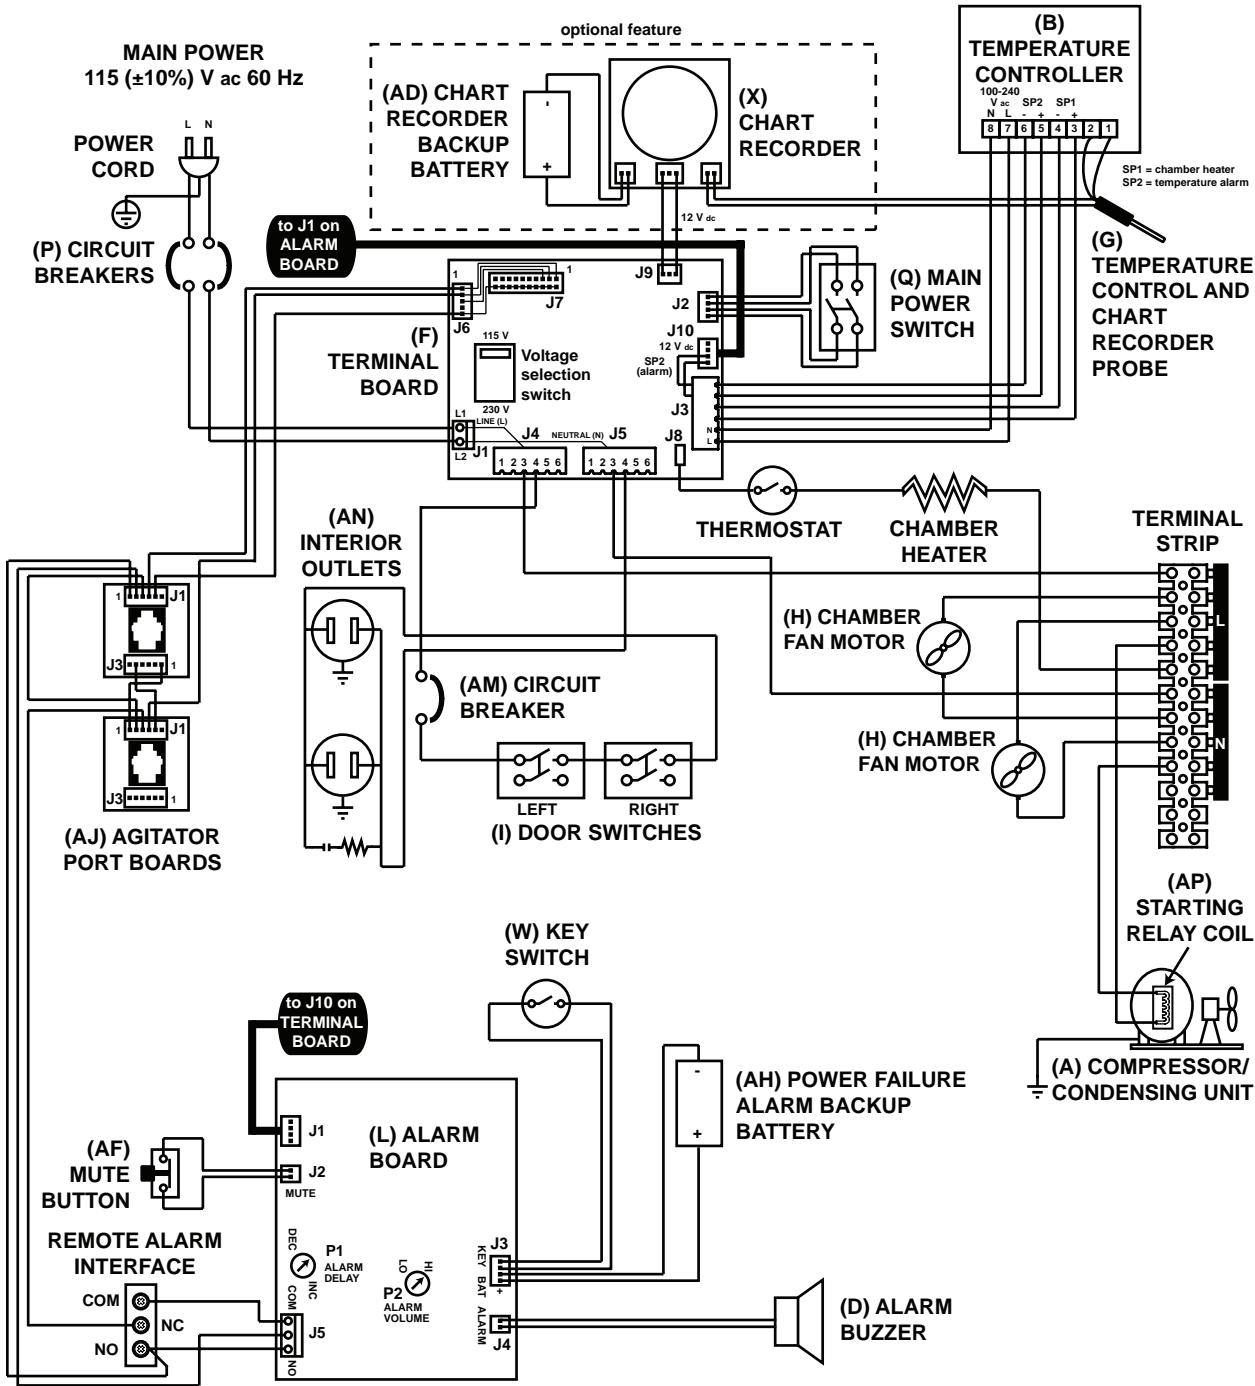 optional feature
MAIN POWER
115 (±10%) V ac 60 Hz
L N
POWER
CORD
(P) CIRCUIT
BREAKERS
(AD) CHART
RECORDER
BACKUP
BATTERY
-
+
(X)
CHART
RECORDER
12 V dc
(B)
TEMPERATURE
CONTROLLER
100-240
V ac SP2 SP1
N L - + - +
8 7 6 5 4 3 2 1
SP1 = chamber heater
SP2 = temperature alarm
(G)
TEMPERATURE
CONTROL AND
CHART
RECORDER
PROBE
to J1 on
ALARM
BOARD
(Q) MAIN
POWER
SWITCH
(F)
TERMINAL
BOARD
1
J6
1
J7
J9
J2
J10
12 V dc
SP2
(alarm)
J3
N
L
J8
115 V
Voltage
selection
switch
230 V
L1
LINE (L)
J1
L2
J4
1 2 3 4 5 6
NEUTRAL (N)
J5
1 2 3 4 5 6
THERMOSTAT
CHAMBER
HEATER
TERMINAL
STRIP
L
N
(AN)
INTERIOR
OUTLETS
(H) CHAMBER
FAN MOTOR
(H) CHAMBER
FAN MOTOR
(AM) CIRCUIT
BREAKER
LEFT
RIGHT
(I) DOOR SWITCHES
1
J1
J3
1
1
J1
J3
1
(AJ) AGITATOR
PORT BOARDS
(AP)
STARTING
RELAY COIL
(A) COMPRESSOR/
CONDENSING UNIT
(W) KEY
SWITCH
to J10 on
TERMINAL
BOARD
(AH) POWER FAILURE
ALARM BACKUP
BATTERY
-
+
(L) ALARM
BOARD
J1
J2
MUTE
(AF)
MUTE
BUTTON
DEC
INC
P1
ALARM
DELAY
LO
HI
P2
ALARM
VOLUME
J3
KEY
BAT
+
ALARM
J4
COM
J5
NO
REMOTE ALARM
INTERFACE
COM
NC
NO
(D) ALARM
BUZZER